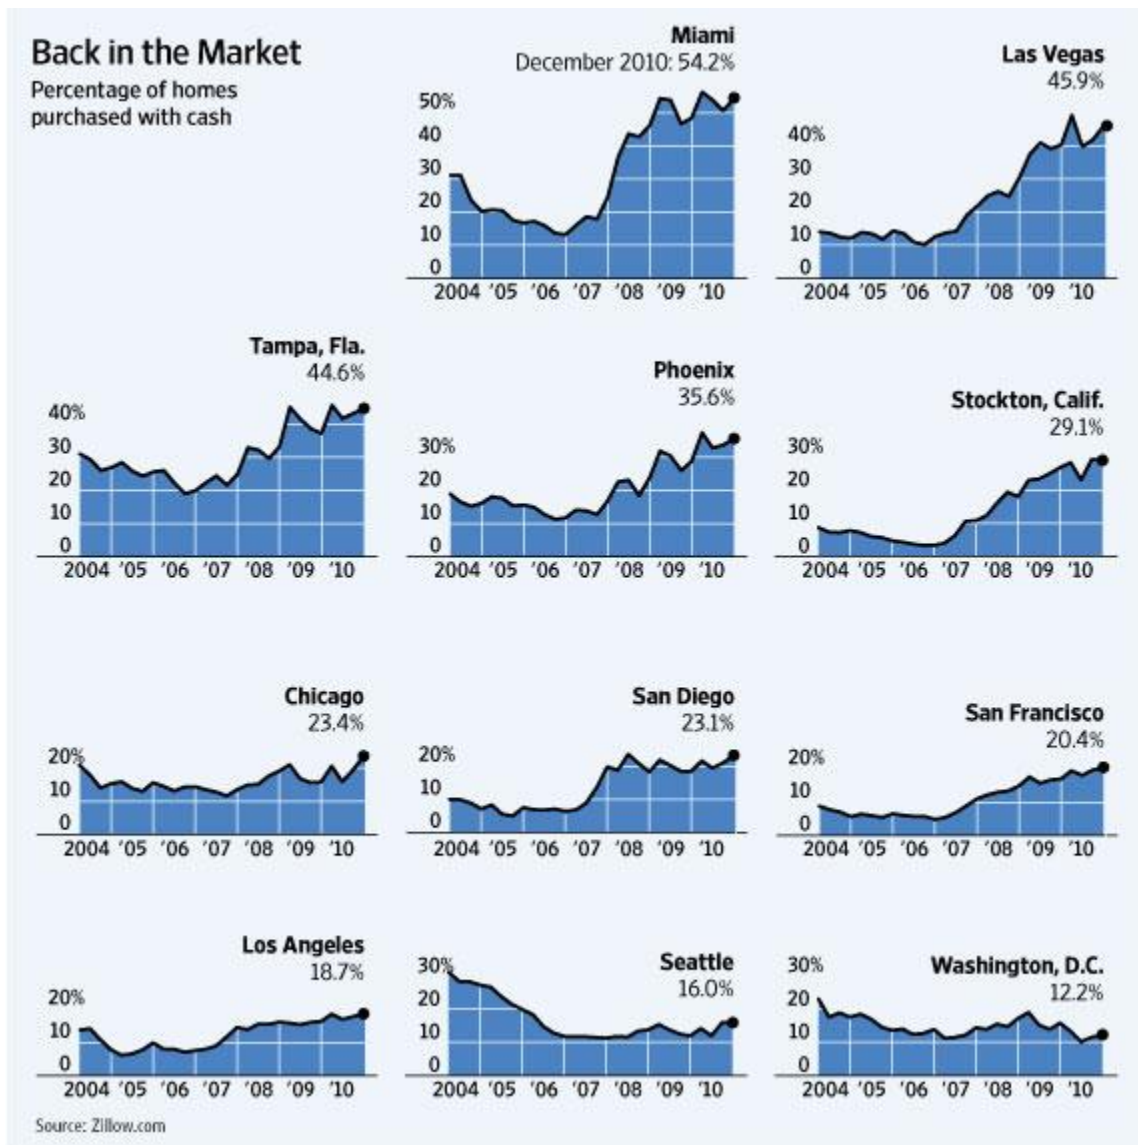 Back in the Market
Percentage of homes
purchased with cash
Miami
December 2010: 54.2%
50%
40
30
20
10
0
2004 '05 '06 '07 '08 '09 '10
Las Vegas
45.9%
40%
30
20
10
0
2004 '05 '06 '07 '08 '09 '10
Tampa, Fla.
44.6%
40%
30
20
10
0
2004 '05 '06 '07 '08 '09 '10
Phoenix
35.6%
30%
20
10
0
2004 '05 '06 '07 '08 '09 '10
Stockton, Calif.
29.1%
30%
20
10
0
2004 '05 '06 '07 '08 '09 '10
Chicago
23.4%
20%
10
0
2004 '05 '06 '07 '08 '09 '10
San Diego
23.1%
20%
10
0
2004 '05 '06 '07 '08 '09 '10
San Francisco
20.4%
20%
10
0
2004 '05 '06 '07 '08 '09 '10
Los Angeles
18.7%
20%
10
0
2004 '05 '06 '07 '08 '09 '10
Seattle
16.0%
30%
20
10
0
2004 '05 '06 '07 '08 '09 '10
Washington, D.C.
12.2%
30%
20
10
0
2004 '05 '06 '07 '08 '09 '10
Source: Zillow.com